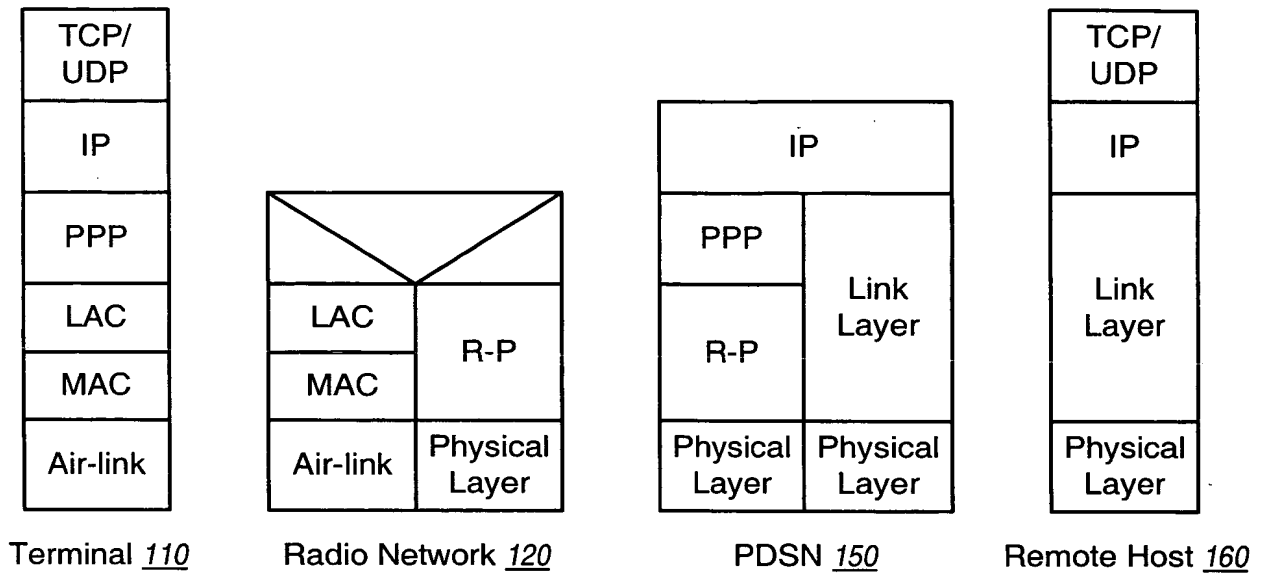 TCP/
UDP
IP
PPP
LAC
MAC
Air-link
Terminal 110
LAC
MAC
Air-link
R-P
Physical
Layer
Radio Network 120
IP
PPP
R-P
Physical
Layer
Link
Layer
Physical
Layer
PDSN 150
TCP/
UDP
IP
Link
Layer
Physical
Layer
Remote Host 160